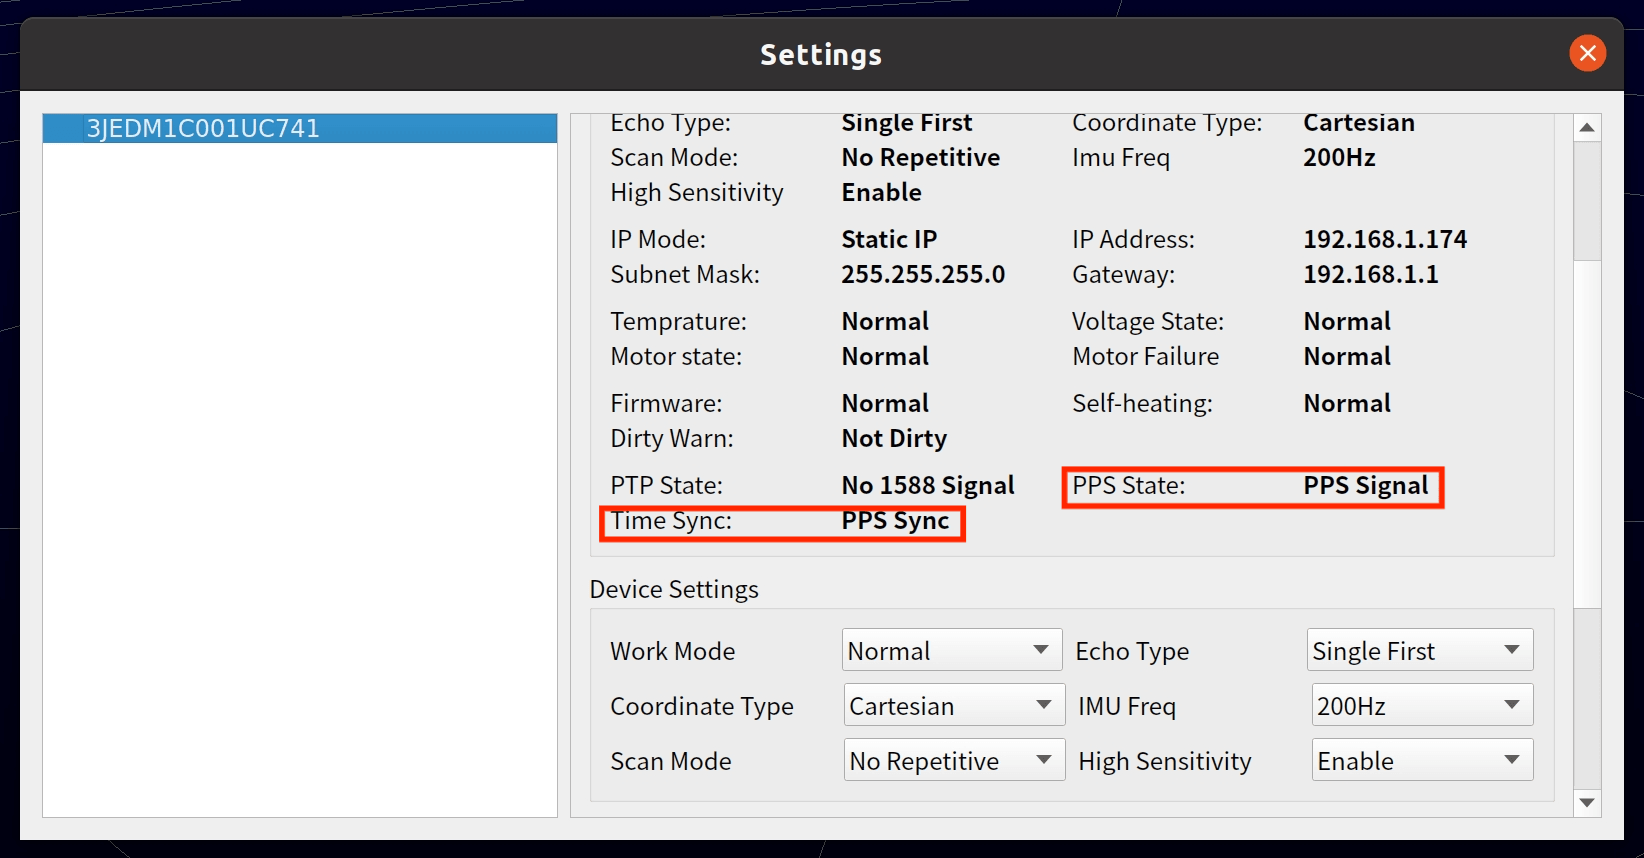 Settings
3JEDM1C001UC741
Echo Type: Single First Coordinate Type: Cartesian
Scan Mode: No Repetitive Imu Freq 200Hz
High Sensitivity Enable
IP Mode: Static IP IP Address: 192.168.1.174
Subnet Mask: 255.255.255.0 Gateway: 192.168.1.1
Temprature: Normal Voltage State: Normal
Motor state: Normal Motor Failure Normal
Firmware: Normal Self-heating: Normal
Dirty Warn: Not Dirty
PTP State: No 1588 Signal PPS State: PPS Signal
Time Sync: PPS Sync
Device Settings
Work Mode Normal Echo Type Single First
Coordinate Type Cartesian IMU Freq 200Hz
Scan Mode No Repetitive High Sensitivity Enable